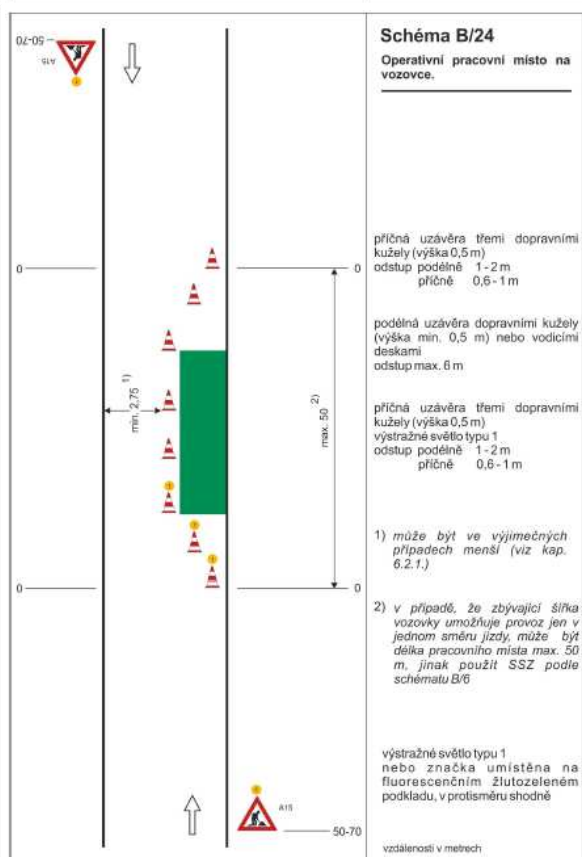 Schéma B/24
Operativní pracovní místo na
vozovce.
50-70
A15
0
0
příčná uzávěra třemi dopravními
kužely (výška 0,5 m)
odstup podélně 1 - 2 m
příčně 0,6 - 1 m
podélná uzávěra dopravními kužely
(výška min. 0,5 m) nebo vodicími
deskami
odstup max. 6 m
min. 2,75 1)
max. 50 2)
příčná uzávěra třemi dopravními
kužely (výška 0,5 m)
výstražné světlo typu 1
odstup podélně 1 - 2 m
příčně 0,6 - 1 m
1) může být ve výjimečných
případech menší (viz kap.
6.2.1.)
0
0
2) v případě, že zbývající šířka
vozovky umožňuje provoz jen v
jednom směru jízdy, může být
délka pracovního místa max. 50
m, jinak použít SSZ podle
schématu B/6
výstražné světlo typu 1
nebo značka umístěna na
fluorescenčním žlutozeleném
podkladu, v protisměru shodně
A15
50-70
vzdálenosti v metrech